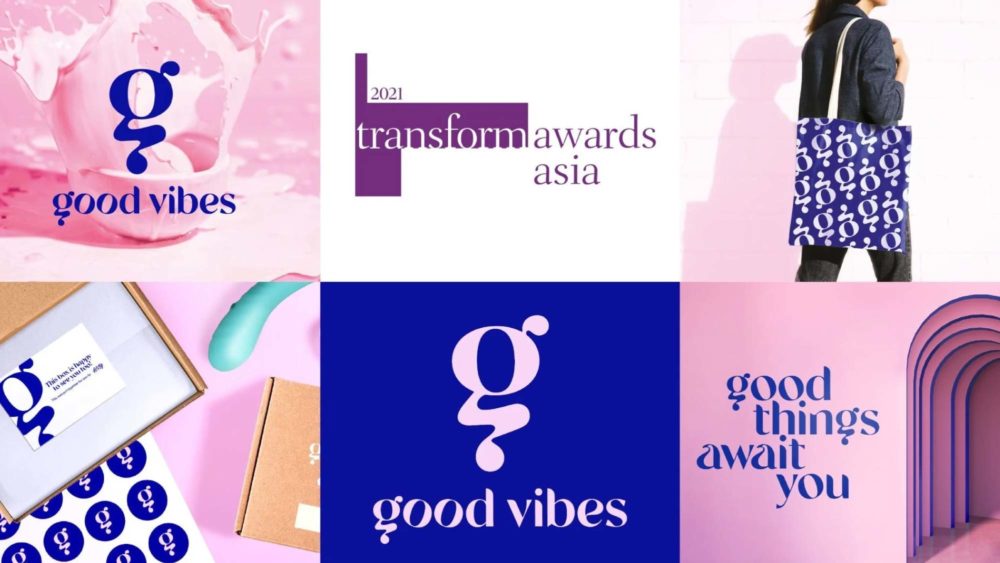 g
good vibes
2021
transform awards
asia
g
This box is happy
to see you too!
g
g
good vibes
good
things
await
you